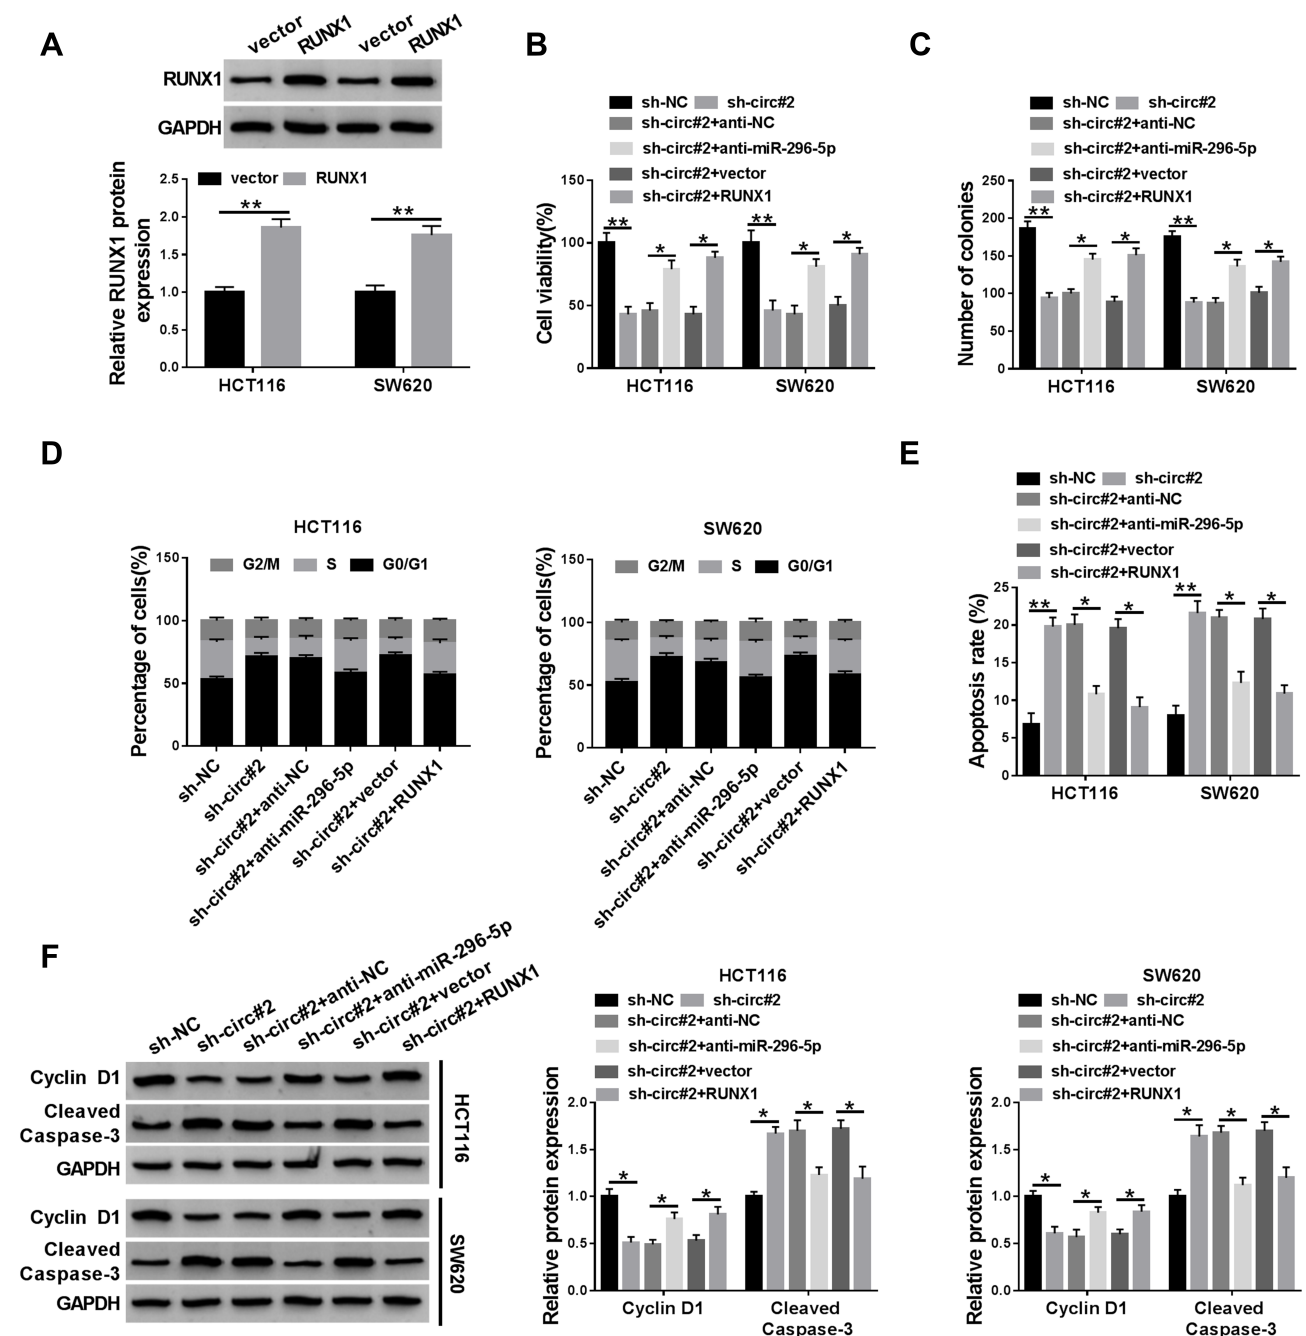 A
vector RUNX1 vector RUNX1
RUNX1
GAPDH
vector RUNX1
Relative RUNX1 protein
expression
2.5
2.0
1.5
1.0
0.5
0.0
** **
HCT116 SW620
B
sh-NC sh-circ#2
sh-circ#2+anti-NC
sh-circ#2+anti-miR-296-5p
sh-circ#2+vector
sh-circ#2+RUNX1
Cell viability(%)
150
100
50
0
** * * ** * *
HCT116 SW620
C
sh-NC sh-circ#2
sh-circ#2+anti-NC
sh-circ#2+anti-miR-296-5p
sh-circ#2+vector
sh-circ#2+RUNX1
Number of colonies
250
200
150
100
50
0
** * * ** * *
HCT116 SW620
D
HCT116
G2/M S G0/G1
Percentage of cells(%)
150
100
50
0
sh-NC
sh-circ#2
sh-circ#2+anti-NC
sh-circ#2+anti-miR-296-5p
sh-circ#2+vector
sh-circ#2+RUNX1
SW620
G2/M S G0/G1
Percentage of cells(%)
150
100
50
0
sh-NC
sh-circ#2
sh-circ#2+anti-NC
sh-circ#2+anti-miR-296-5p
sh-circ#2+vector
sh-circ#2+RUNX1
E
sh-NC sh-circ#2
sh-circ#2+anti-NC
sh-circ#2+anti-miR-296-5p
sh-circ#2+vector
sh-circ#2+RUNX1
Apoptosis rate (%)
25
20
15
10
5
0
** * * ** * *
HCT116 SW620
F
sh-NC
sh-circ#2
sh-circ#2+anti-NC
sh-circ#2+anti-miR-296-5p
sh-circ#2+vector
sh-circ#2+RUNX1
Cyclin D1
Cleaved
Caspase-3
GAPDH
HCT116
Cyclin D1
Cleaved
Caspase-3
GAPDH
SW620
HCT116
sh-NC sh-circ#2
sh-circ#2+anti-NC
sh-circ#2+anti-miR-296-5p
sh-circ#2+vector
sh-circ#2+RUNX1
Relative protein expression
2.0
1.5
1.0
0.5
0.0
* * * * * *
Cyclin D1 Cleaved
Caspase-3
SW620
sh-NC sh-circ#2
sh-circ#2+anti-NC
sh-circ#2+anti-miR-296-5p
sh-circ#2+vector
sh-circ#2+RUNX1
Relative protein expression
2.0
1.5
1.0
0.5
0.0
* * * * * *
Cyclin D1 Cleaved
Caspase-3